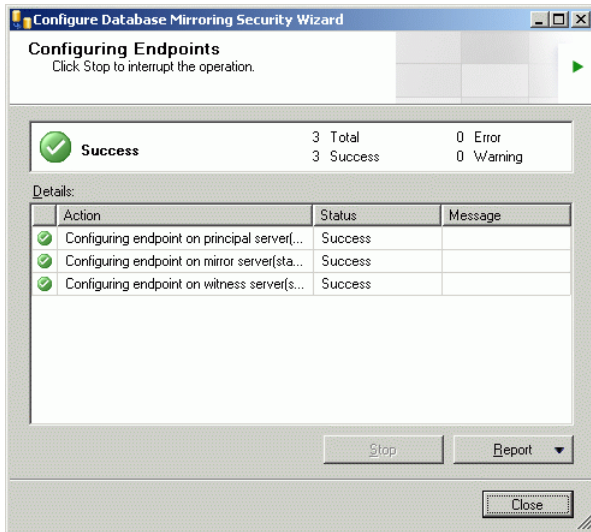 Configure Database Mirroring Security Wizard
Configuring Endpoints
Click Stop to interrupt the operation.
Success
3 Total
0 Error
3 Success
0 Warning
Details:
Action Status Message
Configuring endpoint on principal server(... Success
Configuring endpoint on mirror server(sta... Success
Configuring endpoint on witness server(s... Success
Stop
Report
Close